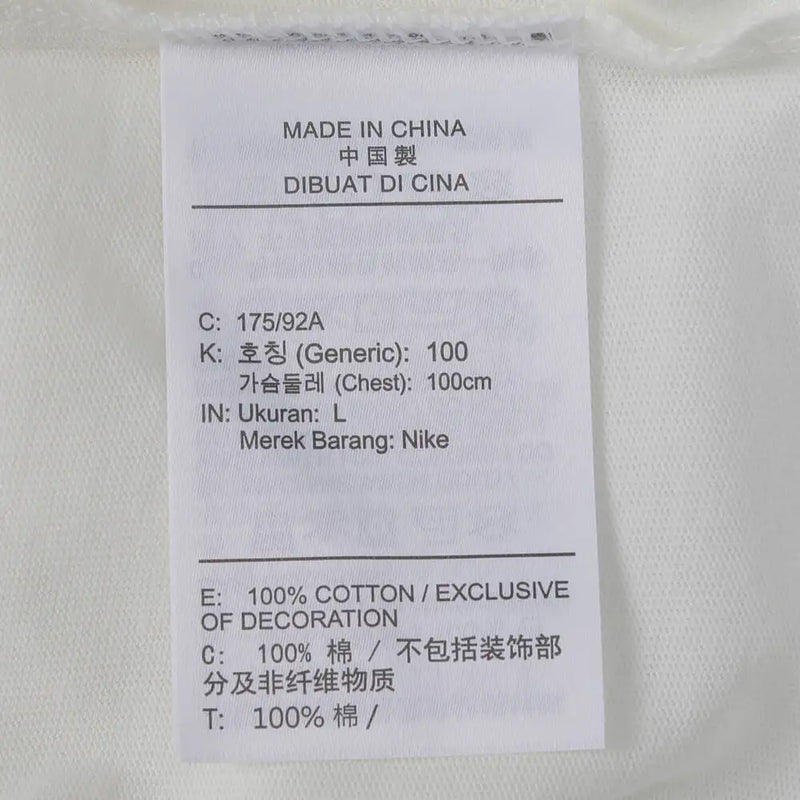 MADE IN CHINA
中国製
DIBUAT DI CINA
C: 175/92A
K: 호칭 (Generic): 100
가슴둘레 (Chest): 100cm
IN: Ukuran: L
Merek Barang: Nike
E: 100% COTTON / EXCLUSIVE
OF DECORATION
C: 100% 棉 / 不包括装饰部
分及非纤维物质
T: 100% 棉 /